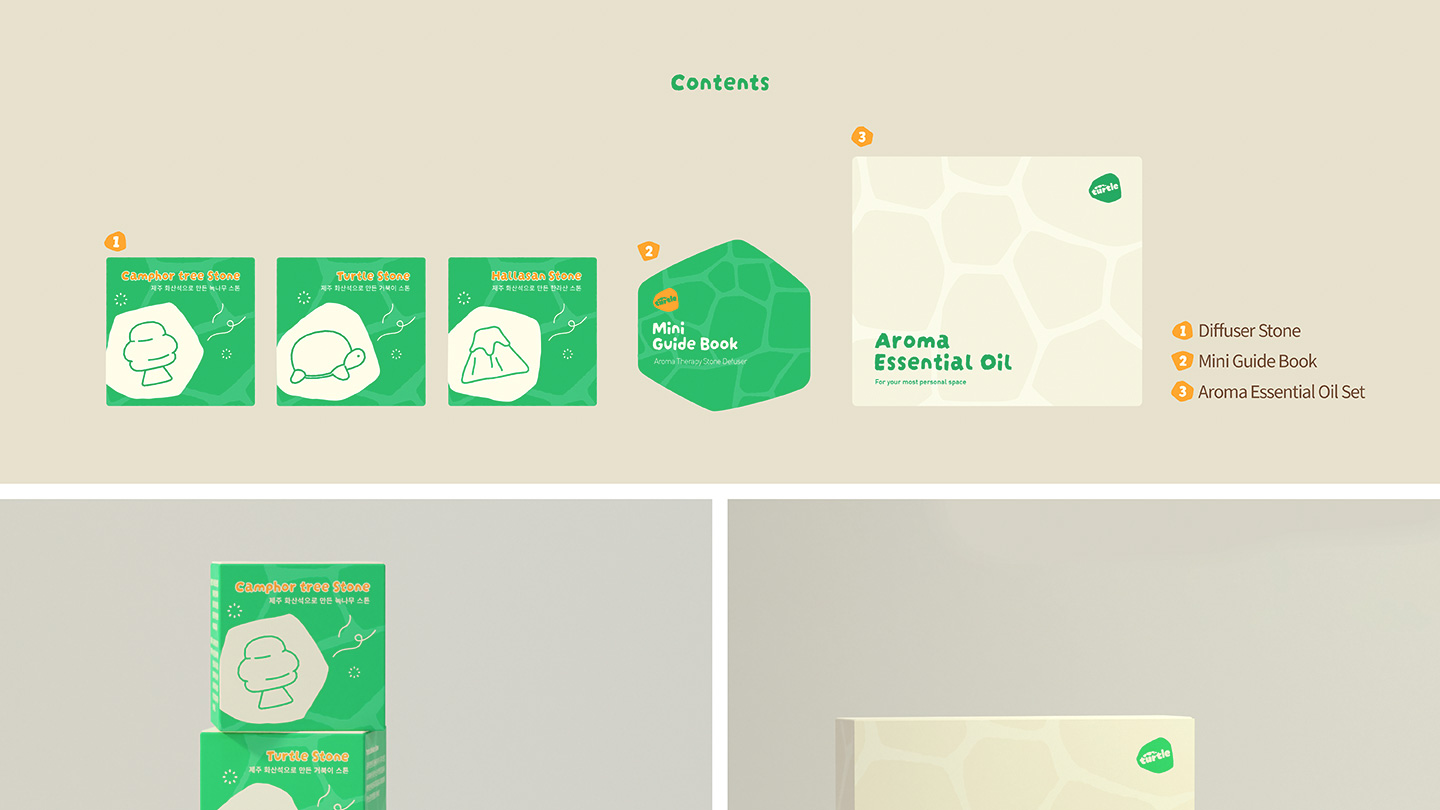 Contents
1
Camphor tree Stone
제주 화산석으로 만든 녹나무 스톤
Turtle Stone
제주 화산석으로 만든 거북이 스톤
Hallasan Stone
제주 화산석으로 만든 한라산 스톤
2
turtle
Mini
Guide Book
Aroma Therapy Stone Defuser
3
turtle
Aroma
Essential Oil
For your most personal space
1 Diffuser Stone
2 Mini Guide Book
3 Aroma Essential Oil Set
Camphor tree Stone
제주 화산석으로 만든 녹나무 스톤
Turtle Stone
제주 화산석으로 만든 거북이 스톤
turtle